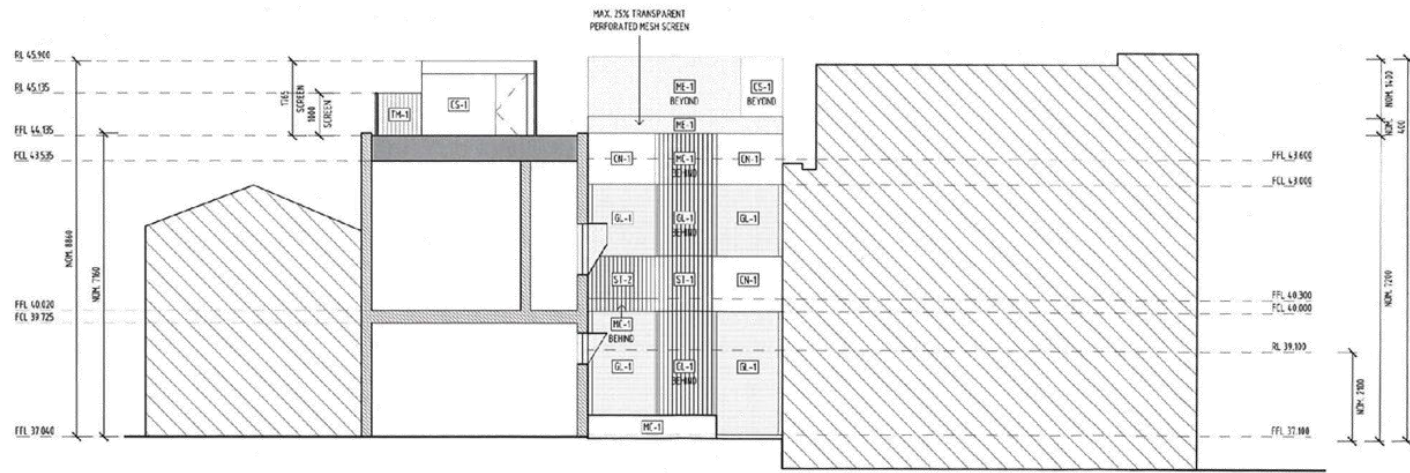 MAX. 25% TRANSPARENT
PERFORATED MESH SCREEN
RL 45.900
RL 45.135
FFL 44.135
FCL 43.535
FFL 40.020
FCL 39.725
FFL 37.040
NOM. 8860
NOM. 7160
1765
SCREEN
1000
SCREEN
TM-1
CS-1
ME-1
BEYOND
CS-1
BEYOND
ME-1
CN-1
MC-1
BEHIND
CN-1
GL-1
GL-1
BEHIND
GL-1
ST-2
ST-1
CN-1
MC-1
BEHIND
GL-1
GL-1
BEHIND
GL-1
MC-1
FFL 43.600
FCL 43.000
FFL 40.300
FCL 40.000
RL 39.100
FFL 37.100
NOM. 1400
NOM.
400
NOM. 7200
NOM. 2100